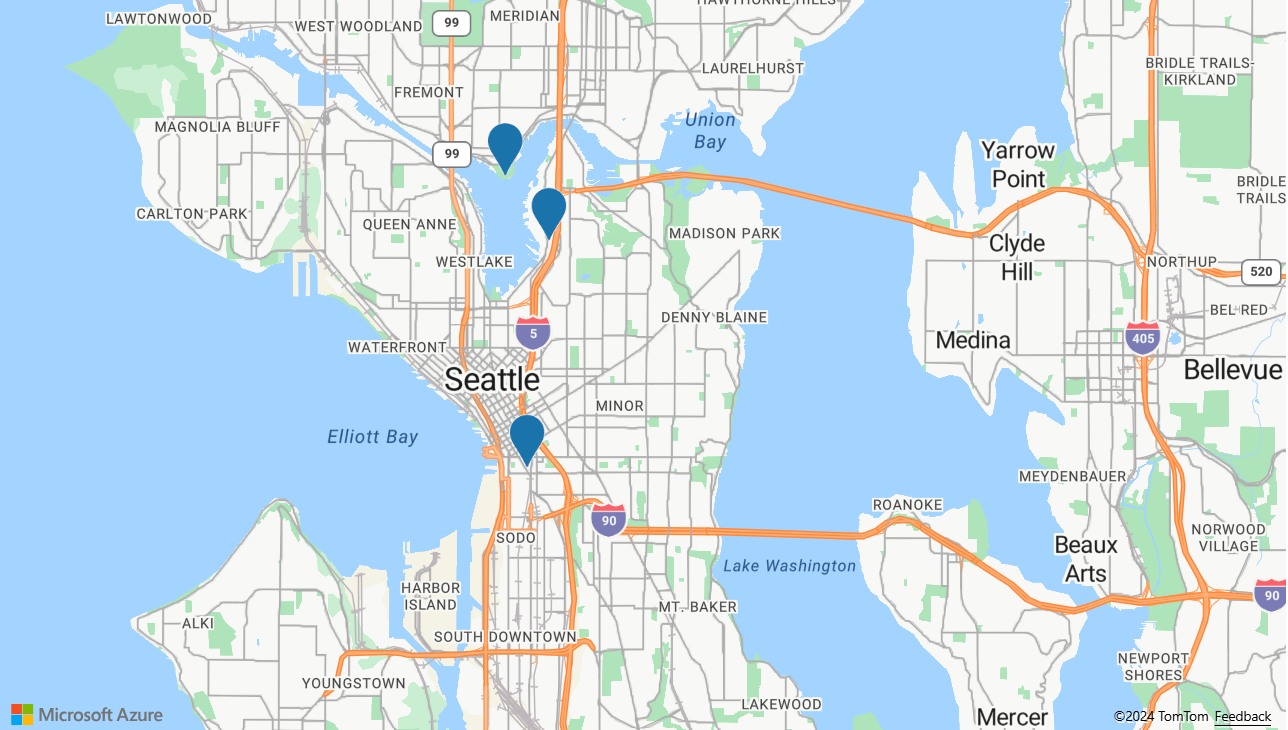 HAWTHORNE HILLS
LAWTONWOOD
MERIDIAN
WEST WOODLAND
99
LAURELHURST
BRIDLE TRAILS-
KIRKLAND
FREMONT
MAGNOLIA BLUFF
Union
Bay
99
Yarrow
Point
BRIDLE
TRAILS
CARLTON PARK
QUEEN ANNE
MADISON PARK
Clyde
Hill
WESTLAKE
NORTHUP
520
BEL-RED
DENNY BLAINE
5
405
WATERFRONT
Medina
Bellevue
Seattle
MINOR
Elliott Bay
MEYDENBAUER
ROANOKE
90
SODO
NORWOOD
VILLAGE
Beaux
Arts
Lake Washington
HARBOR
ISLAND
90
MT. BAKER
ALKI
SOUTH DOWNTOWN
NEWPORT
SHORES
YOUNGSTOWN
LAKEWOOD
Mercer
Microsoft Azure
©2024 TomTom Feedback